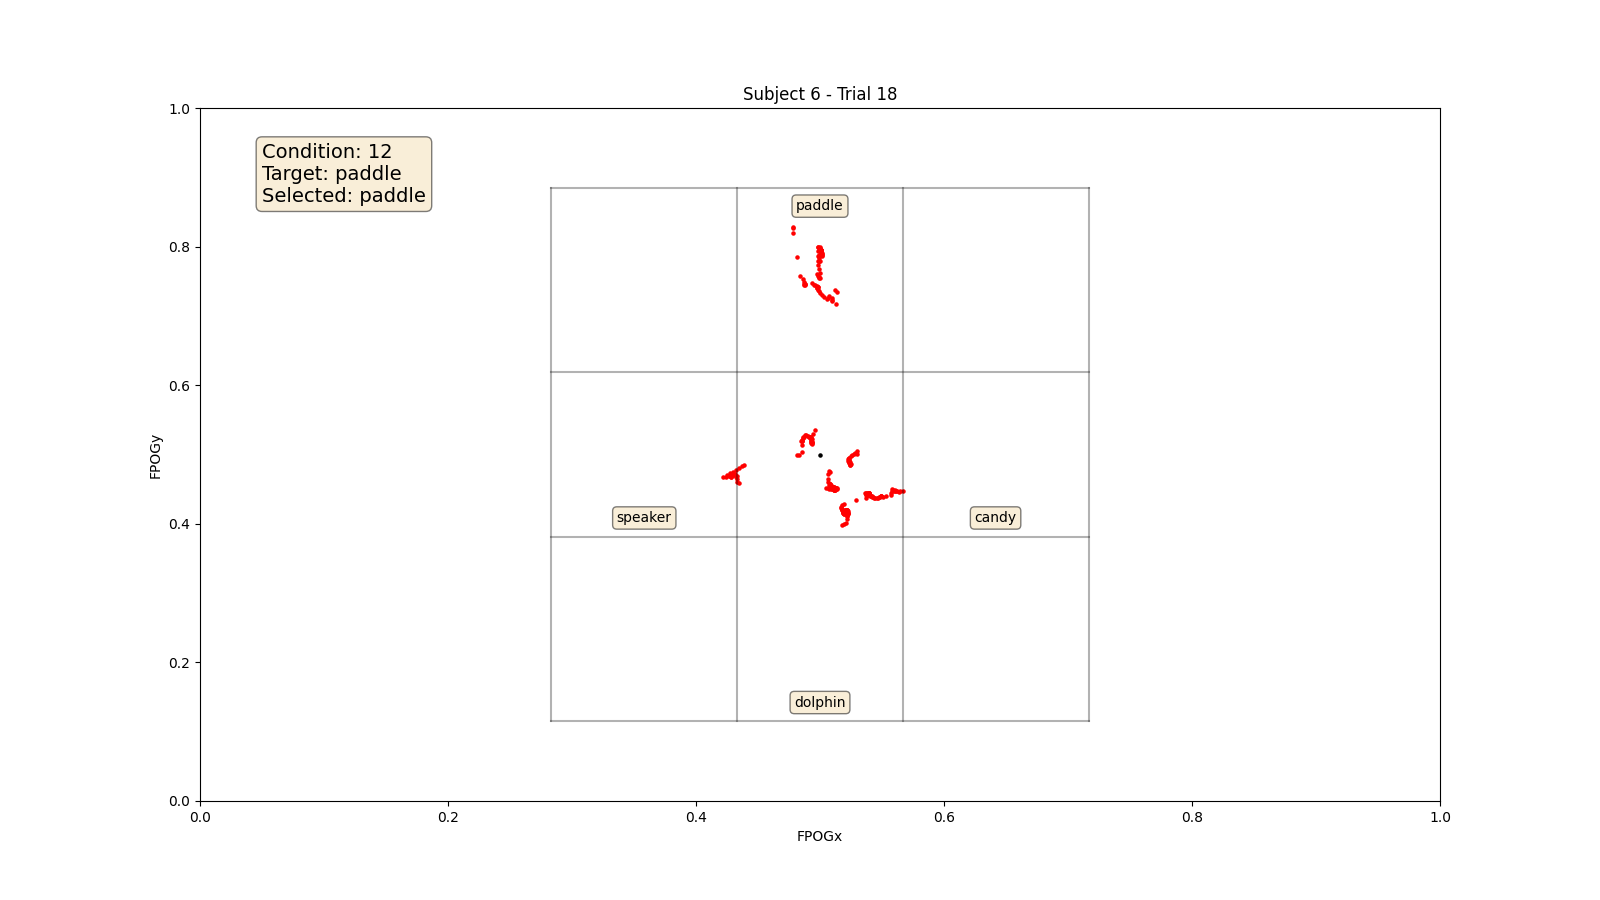 Subject 6 - Trial 18
1.0
Condition: 12
Target: paddle
Selected: paddle
paddle
0.8
0.6
FPOGy
speaker
candy
0.4
0.2
dolphin
0.0
0.0 0.2 0.4 0.6 0.8 1.0
FPOGx